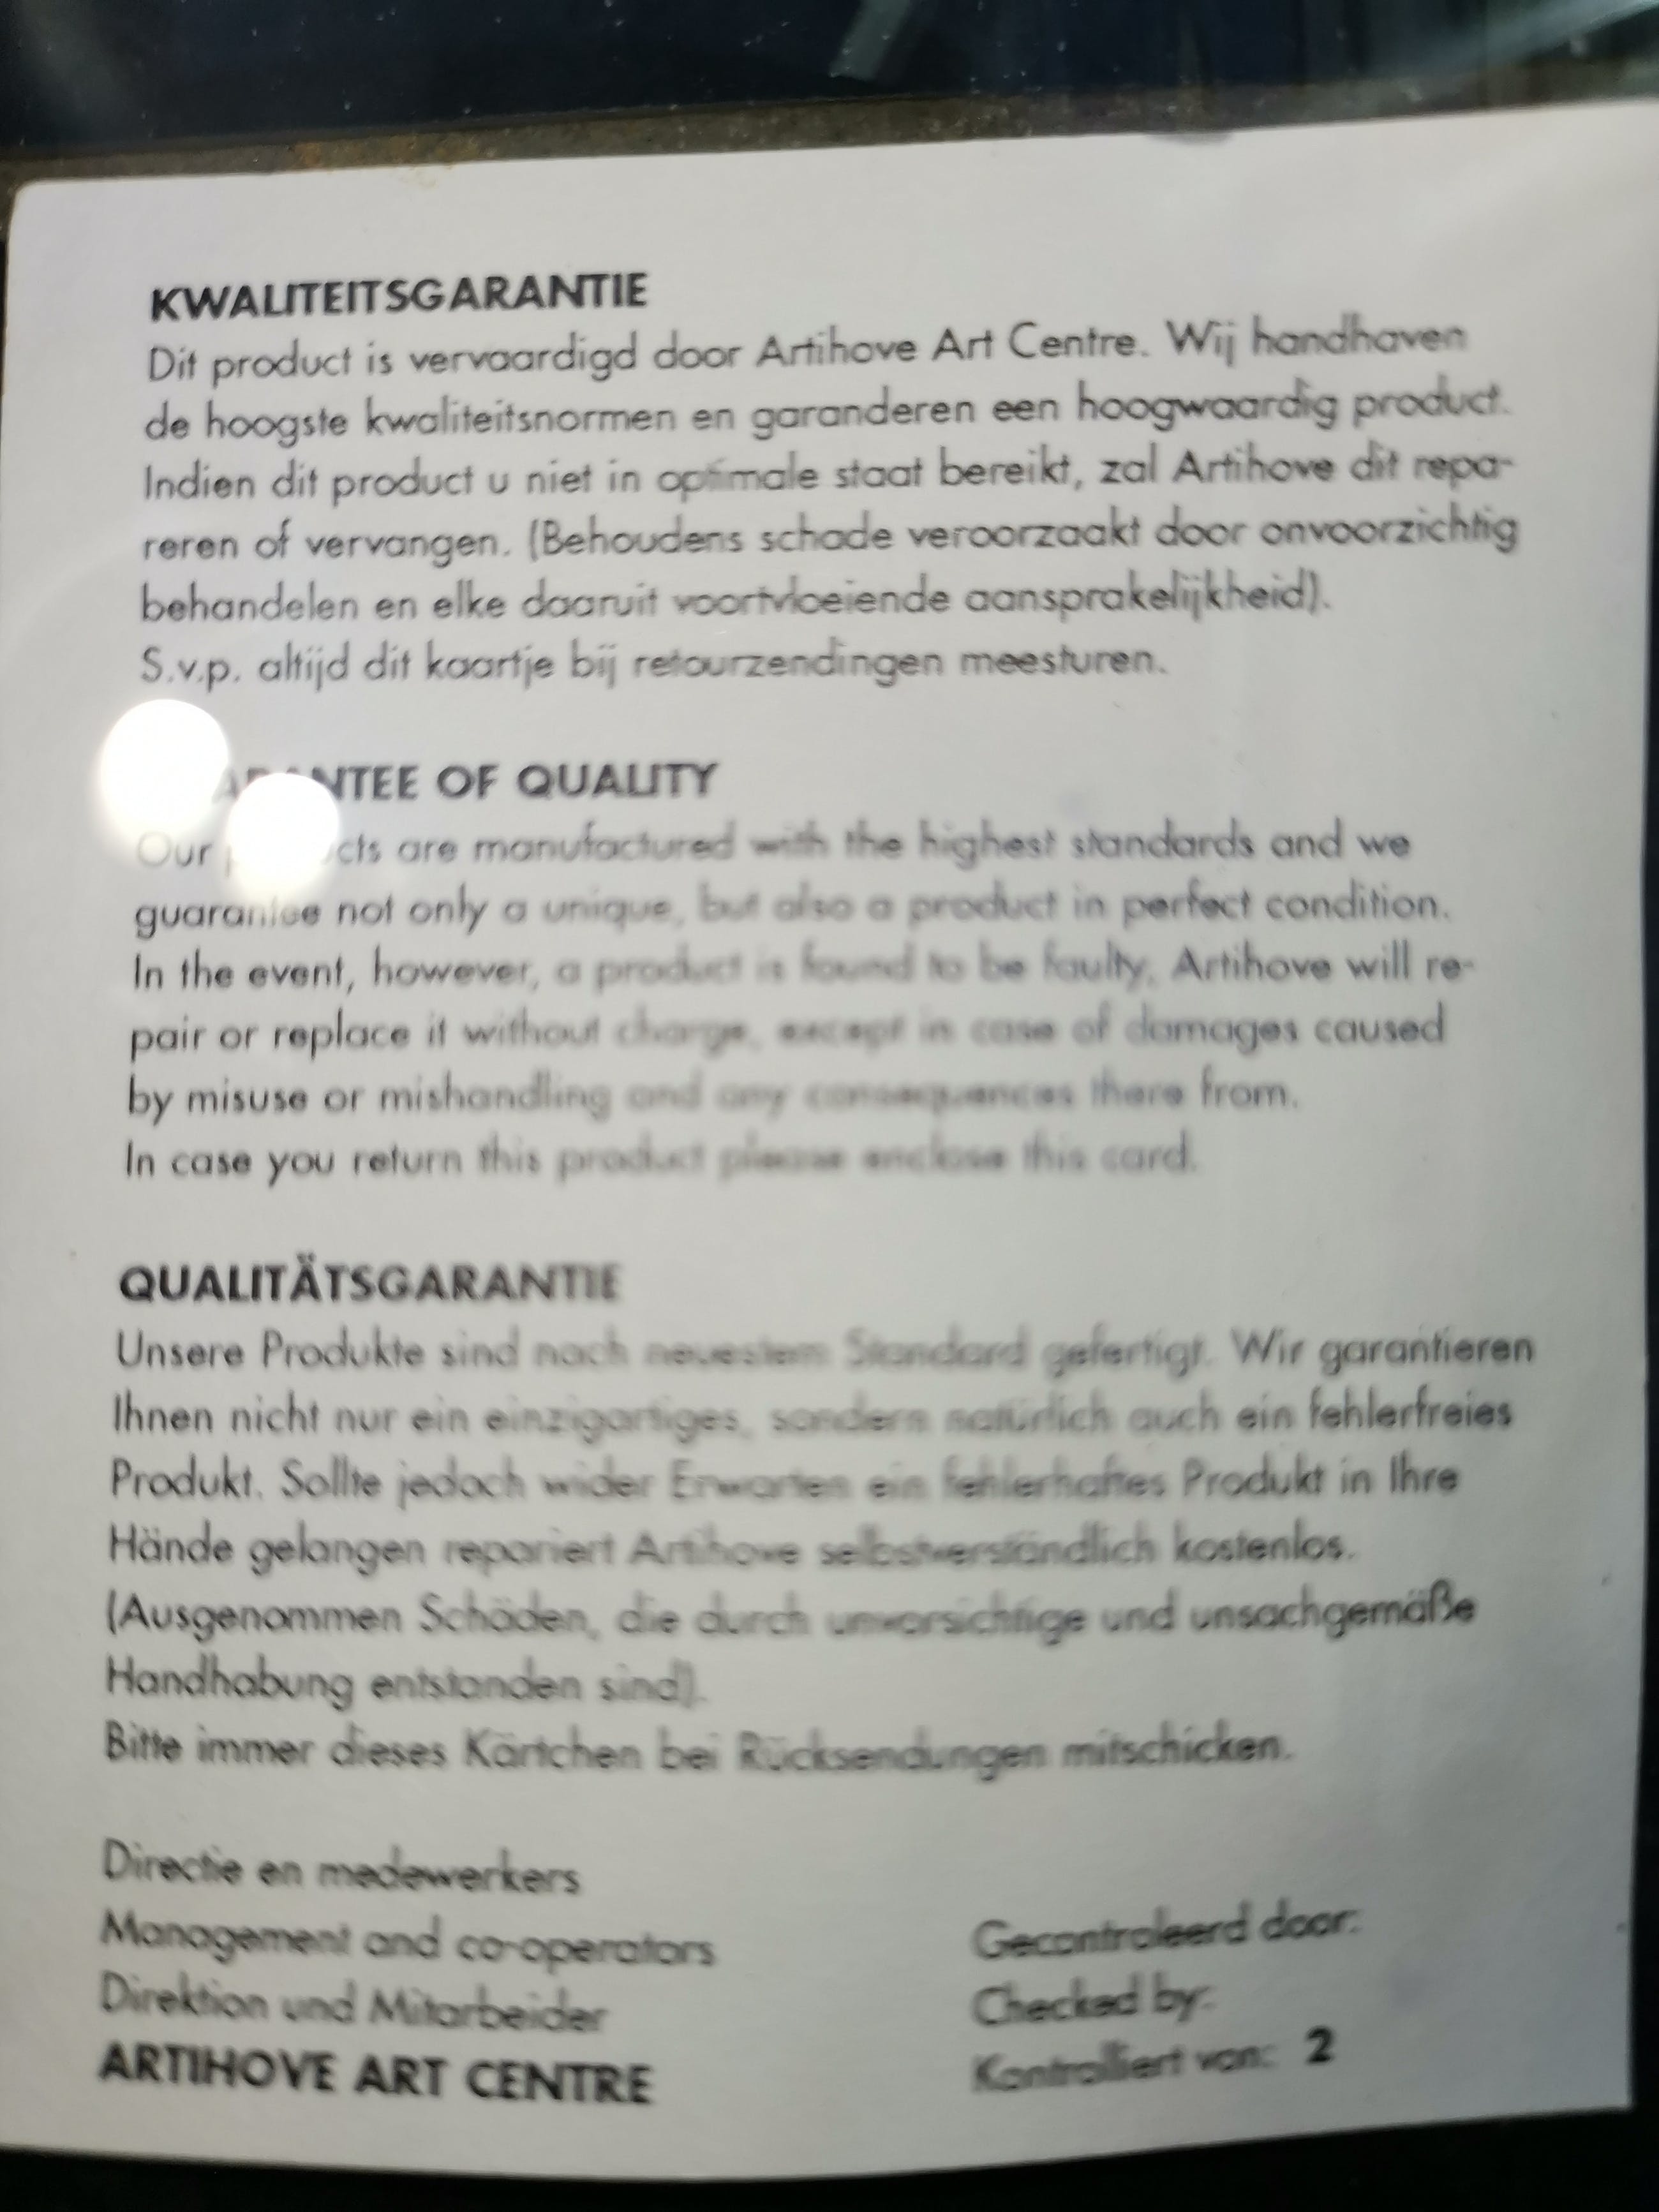 KWALITEITSGARANTIE
Dit product is vervaardigd door Artihove Art Centre. Wij handhaven
de hoogste kwaliteitsnormen en garanderen een hoogwaardig product.
Indien dit product u niet in optimale staat bereikt, zal Artihove dit repa-
reren of vervangen. (Behoudens schade veroorzaakt door onvoorzichtig
behandelen en elke daaruit voortvloeiende aansprakelijkheid).
S.v.p. altijd dit kaartje bij retourzendingen meesturen.
OF QUALITY
Our are manufactured with the highest standards and we
guarantee not only a unique, but also a product in perfect condition.
In the event, however, a product is found to be faulty, Artihove will re-
pair or replace it without charge, except in case of damages caused
by misuse or mishandling and any consequences there from.
In case you return this product please enclose this card.
QUALITÄTSGARANTIE
Unsere Produkte sind nach neuestem Standard gefertigt. Wir garantieren
Ihnen nicht nur ein einzigartiges, sondern natürlich auch ein fehlerfreies
Produkt. Sollte jedoch wider Erwarten ein fehlerhaftes Produkt in Ihre
Hände gelangen repariert Artihove selbstverständlich kostenlos.
(Ausgenommen Schäden, die durch unvorsichtige und unsachgemäße
Handhabung entstanden sind).
Bitte immer dieses Kärtchen bei Rücksendungen mitschicken.
Directie en medewerkers
Management and co-operators
Direktion und Mitarbeider
ARTIHOVE ART CENTRE
Gecontroleerd door:
Checked by:
Kontrolliert von: 2